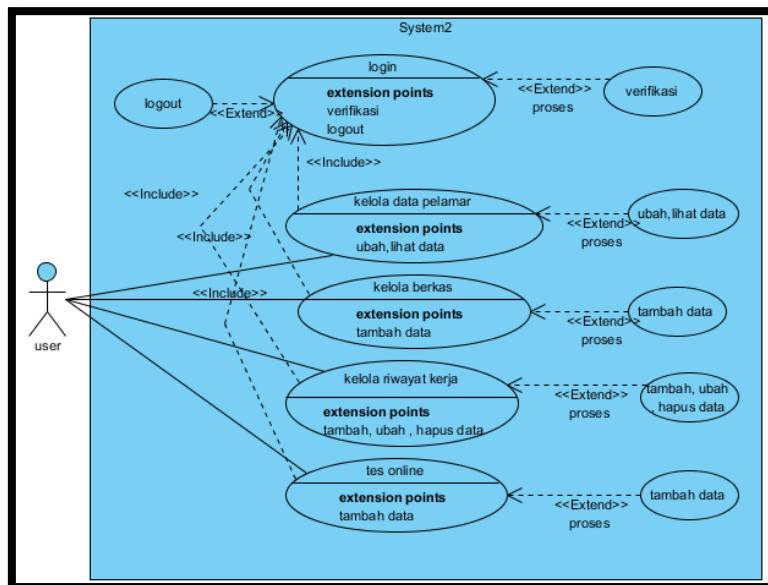 System2
login
extension points
verifikasi
logout
logout
<<Extend>>
<<Extend>>
proses
verifikasi
<<Include>>
<<Include>>
<<Include>>
<<Include>>
kelola data pelamar
extension points
ubah,lihat data
<<Extend>>
proses
ubah,lihat data
user
kelola berkas
extension points
tambah data
<<Extend>>
proses
tambah data
kelola riwayat kerja
extension points
tambah, ubah , hapus data
<<Extend>>
proses
tambah, ubah
, hapus data
tes online
extension points
tambah data
<<Extend>>
proses
tambah data